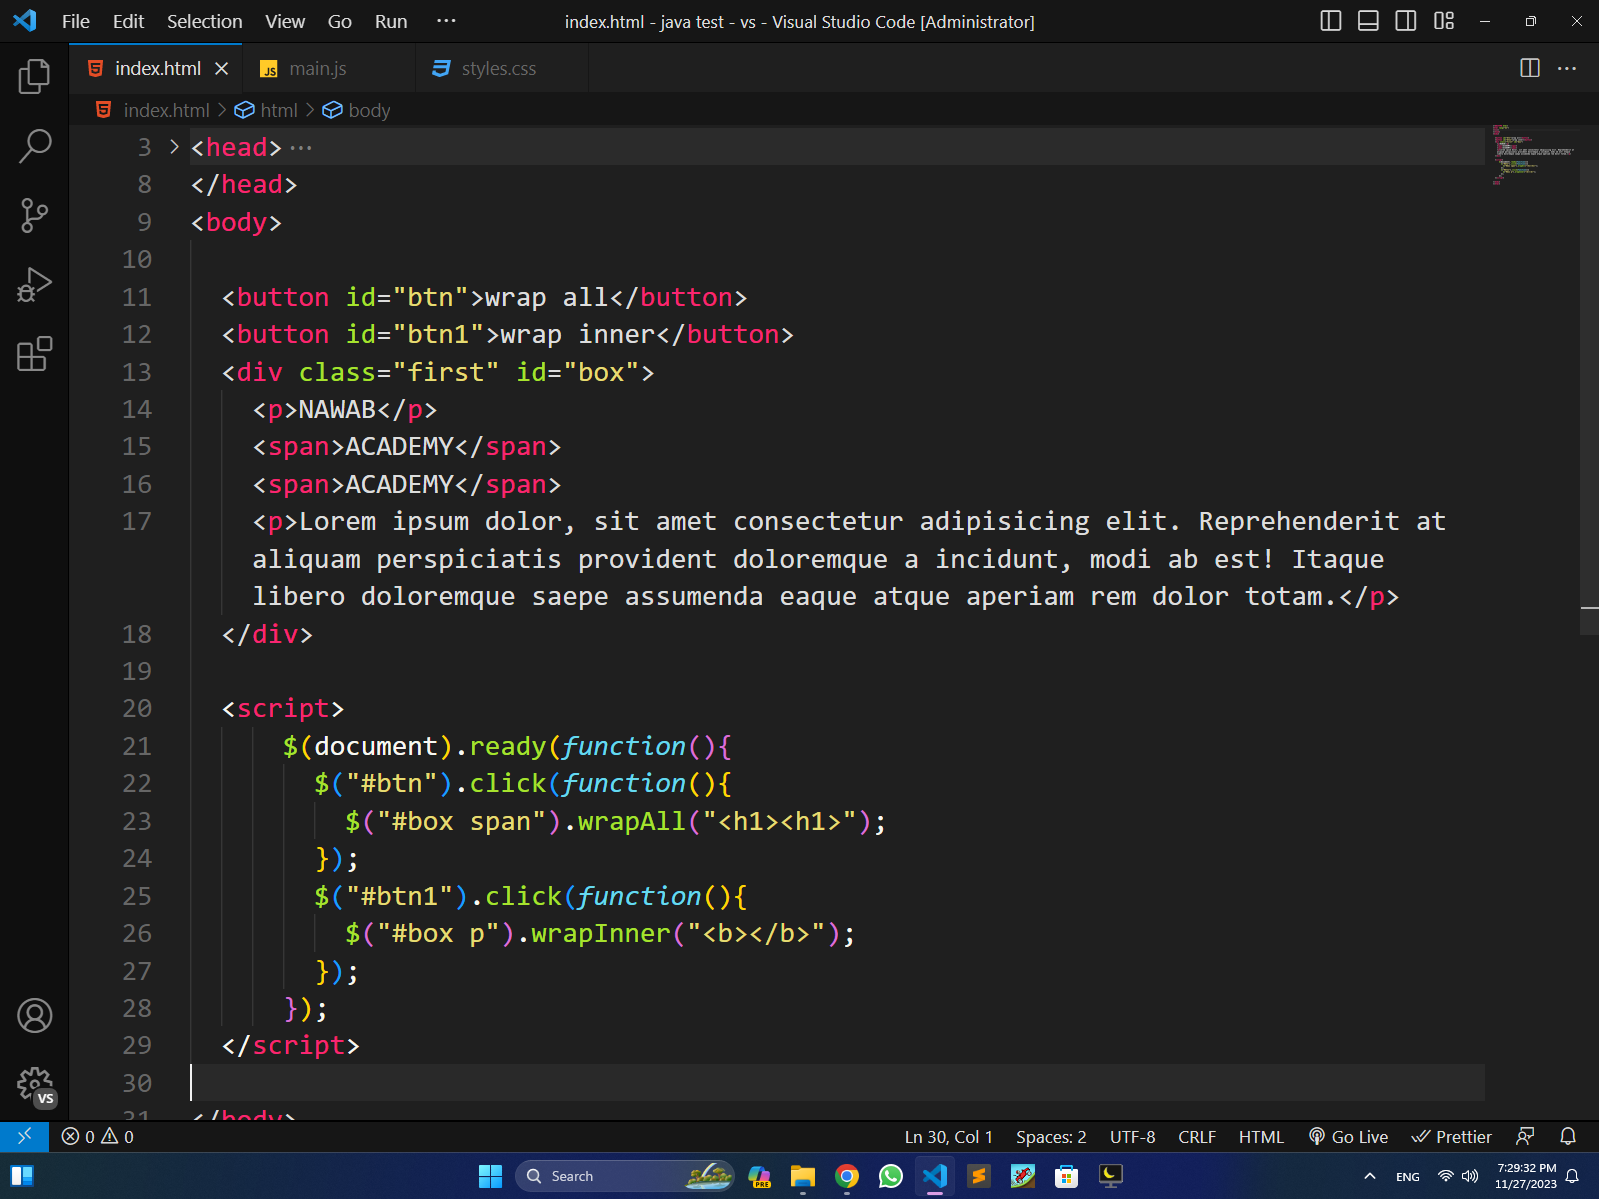 File Edit Selection View Go Run ··· index.html - java test - vs - Visual Studio Code [Administrator]
index.html JS main.js styles.css
index.html > html > body
3 > <head> ···
8 </head>
9 <body>
10
11 <button id="btn">wrap all</button>
12 <button id="btn1">wrap inner</button>
13 <div class="first" id="box">
14 <p>NAWAB</p>
15 <span>ACADEMY</span>
16 <span>ACADEMY</span>
17 <p>Lorem ipsum dolor, sit amet consectetur adipisicing elit. Reprehenderit at
aliquam perspiciatis provident doloremque a incidunt, modi ab est! Itaque
libero doloremque saepe assumenda eaque atque aperiam rem dolor totam.</p>
18 </div>
19
20 <script>
21 $(document).ready(function(){
22 $("#btn").click(function(){
23 $("#box span").wrapAll("<h1><h1>");
24 });
25 $("#btn1").click(function(){
26 $("#box p").wrapInner("<b></b>");
27 });
28 });
29 </script>
30
31 </body>
VS
0 0 Ln 30, Col 1 Spaces: 2 UTF-8 CRLF HTML Go Live Prettier
Search PRE ENG 7:29:32 PM
11/27/2023